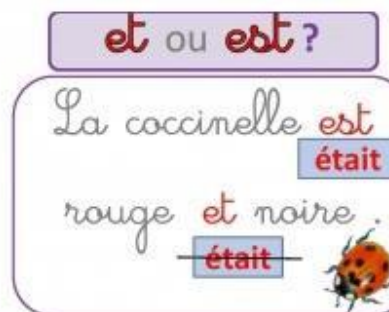 et ou est ?
La coccinelle est
était
rouge et noire .
était